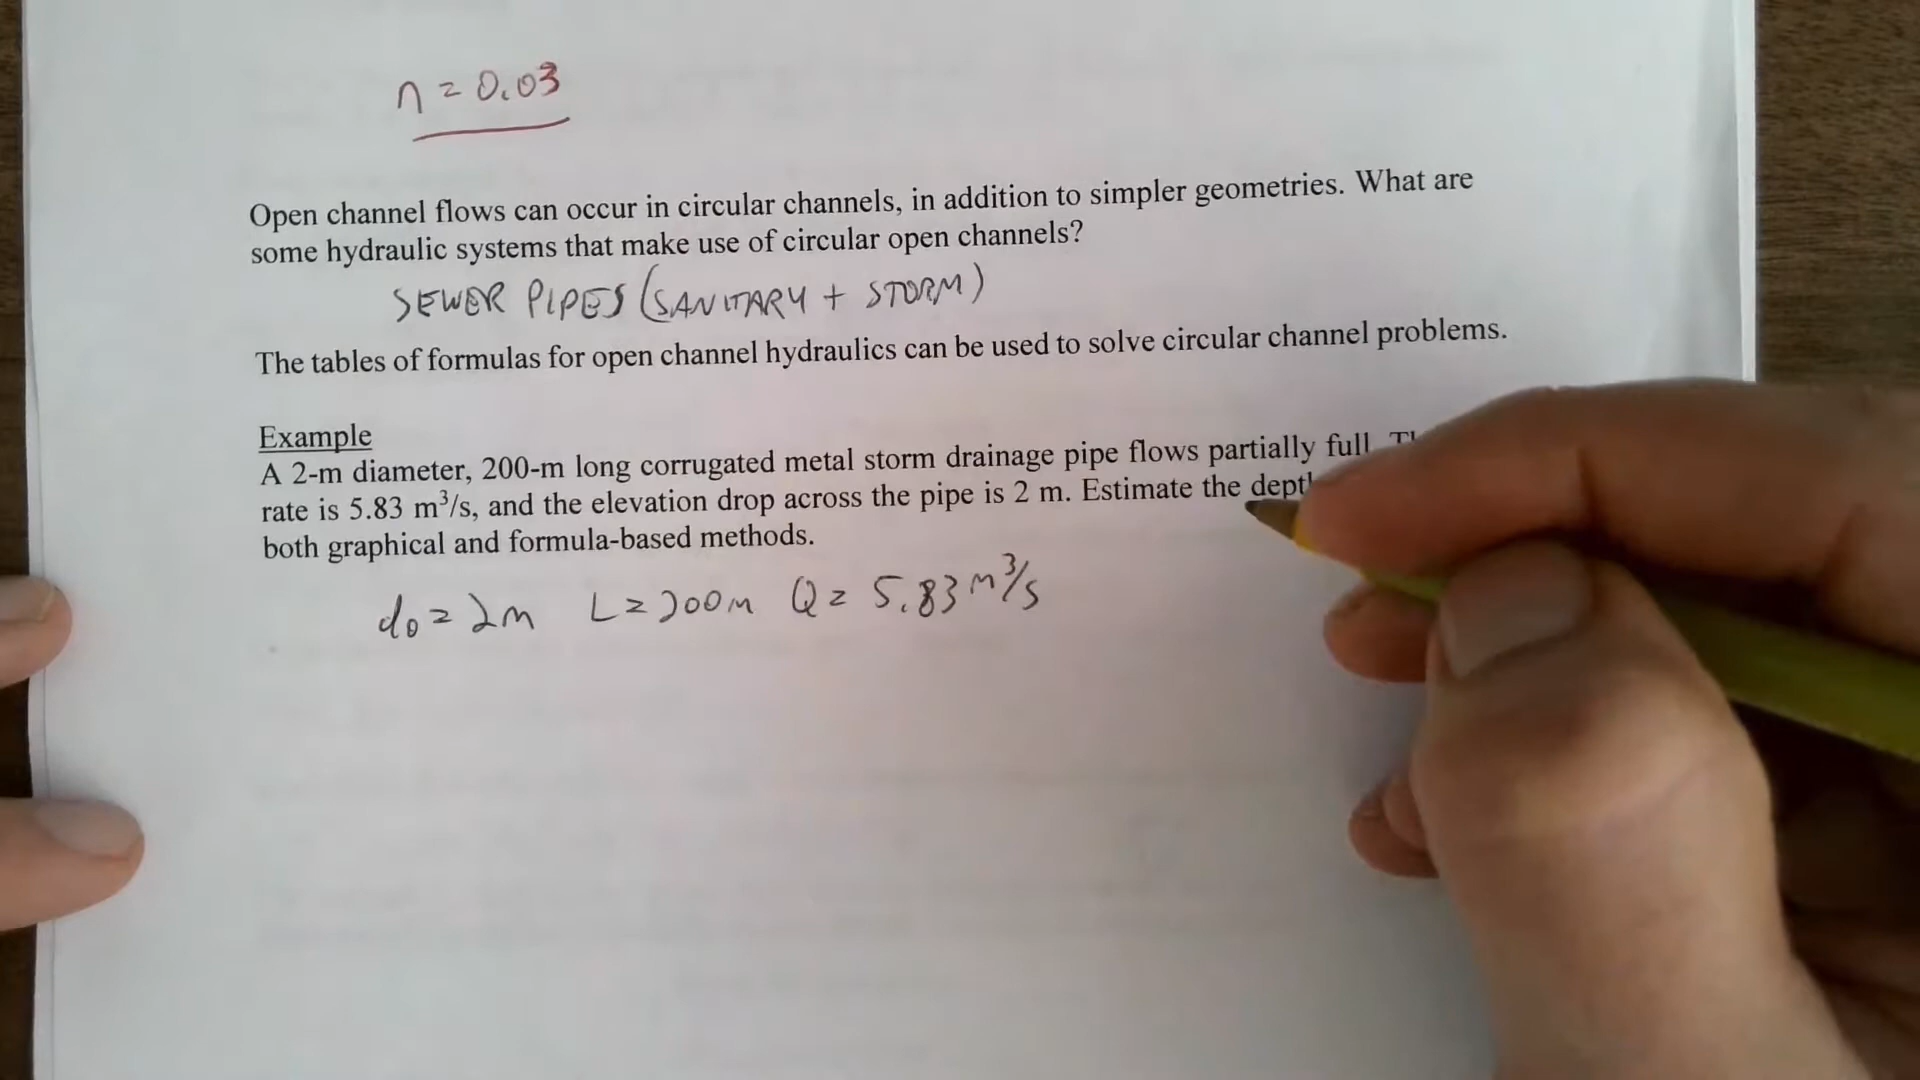 n = 0.03
Open channel flows can occur in circular channels, in addition to simpler geometries. What are
some hydraulic systems that make use of circular open channels?
SEWER PIPES (SANITARY + STORM)
The tables of formulas for open channel hydraulics can be used to solve circular channel problems.
Example
A 2-m diameter, 200-m long corrugated metal storm drainage pipe flows partially full.
rate is 5.83 m³/s, and the elevation drop across the pipe is 2 m. Estimate the
both graphical and formula-based methods.
d₀ = 2m L = 200m Q = 5.83 m³/s